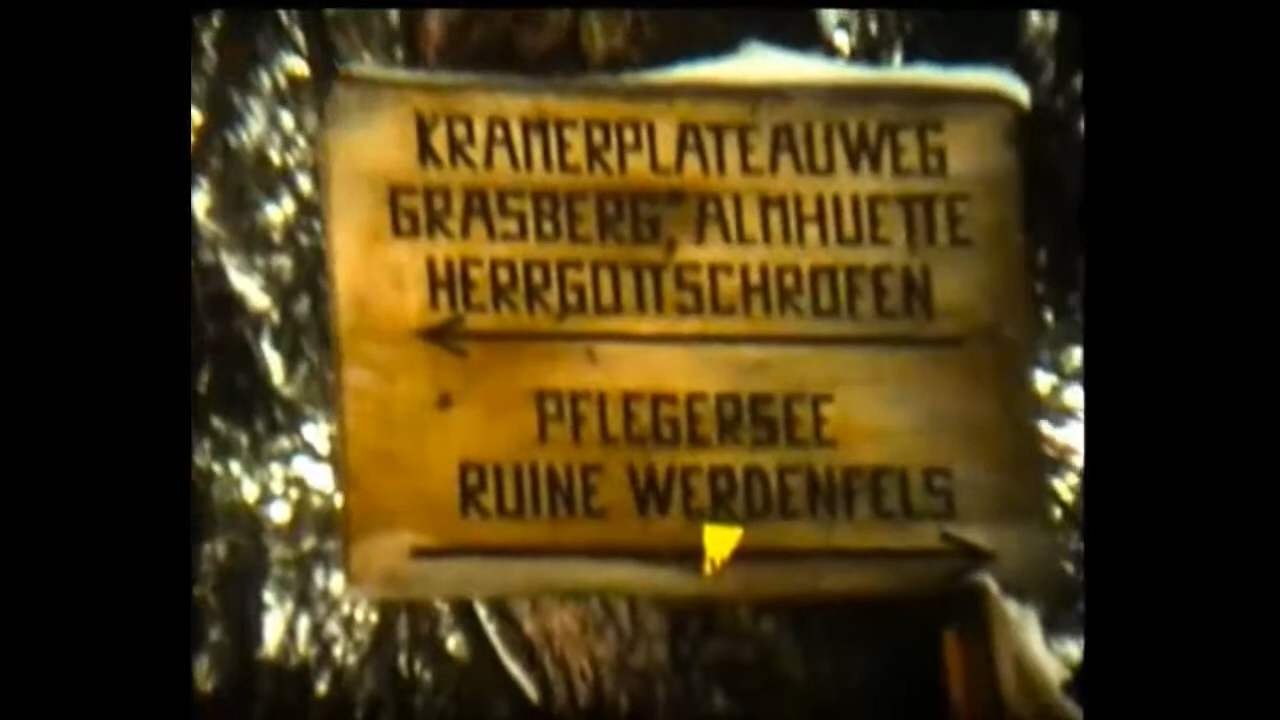 KRAMERPLATEAUWEG
GRASBERG, ALMHUETTE
HERRGOTTSCHROFEN
PFLEGERSEE
RUINE WERDENFELS